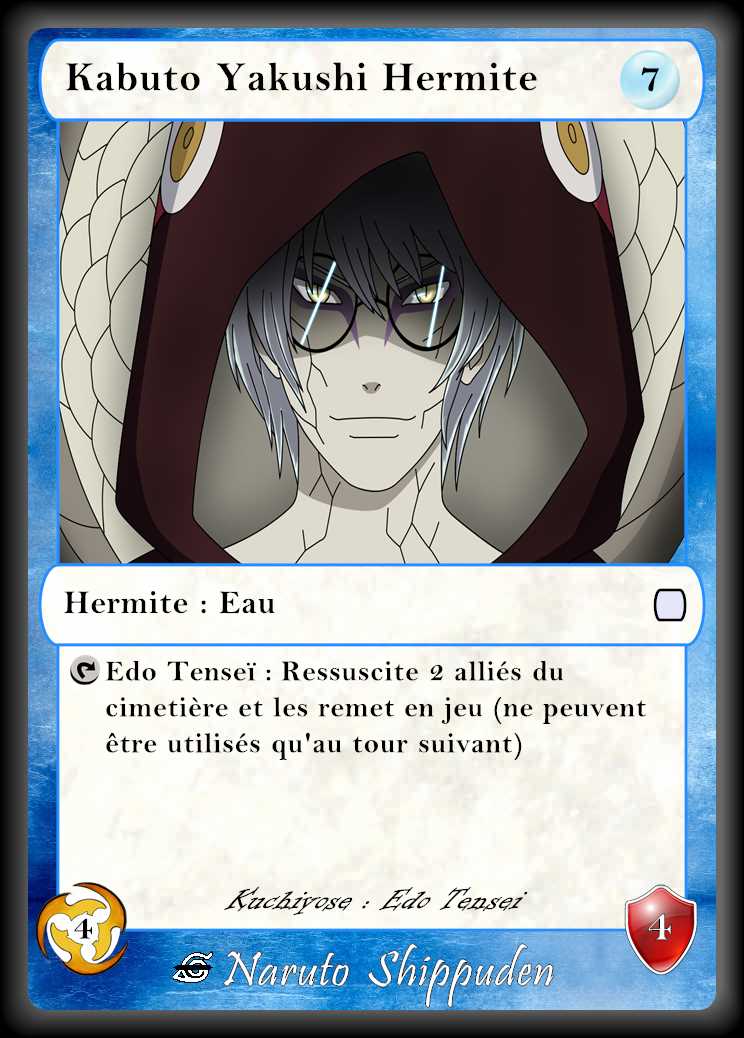 Kabuto Yakushi Hermite 7
Hermite : Eau
Edo Tenseï : Ressuscite 2 alliés du
cimetière et les remet en jeu (ne peuvent
être utilisés qu'au tour suivant)
Kuchiyose : Edo Tensei
4 4
Naruto Shippuden